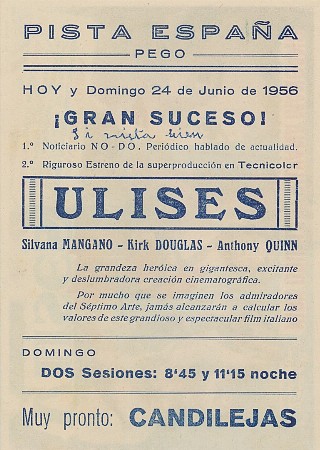 PISTA ESPAÑA
PEGO
HOY y Domingo 24 de Junio de 1956
¡GRAN SUCESO!
1.º Noticiario NO-DO. Periódico hablado de actualidad.
2.º Riguroso Estreno de la superproducción en Tecnicolor
ULISES
Silvana MANGANO - Kirk DOUGLAS - Anthony QUINN
La grandeza heróica en gigantesca, excitante
y deslumbradora creación cinematográfica.
Por mucho que se imaginen los admiradores
del Séptimo Arte, jamás alcanzarán a calcular los
valores de este grandioso y espectacular film italiano
DOMINGO
DOS Sesiones: 8'45 y 11'15 noche
Muy pronto: CANDILEJAS